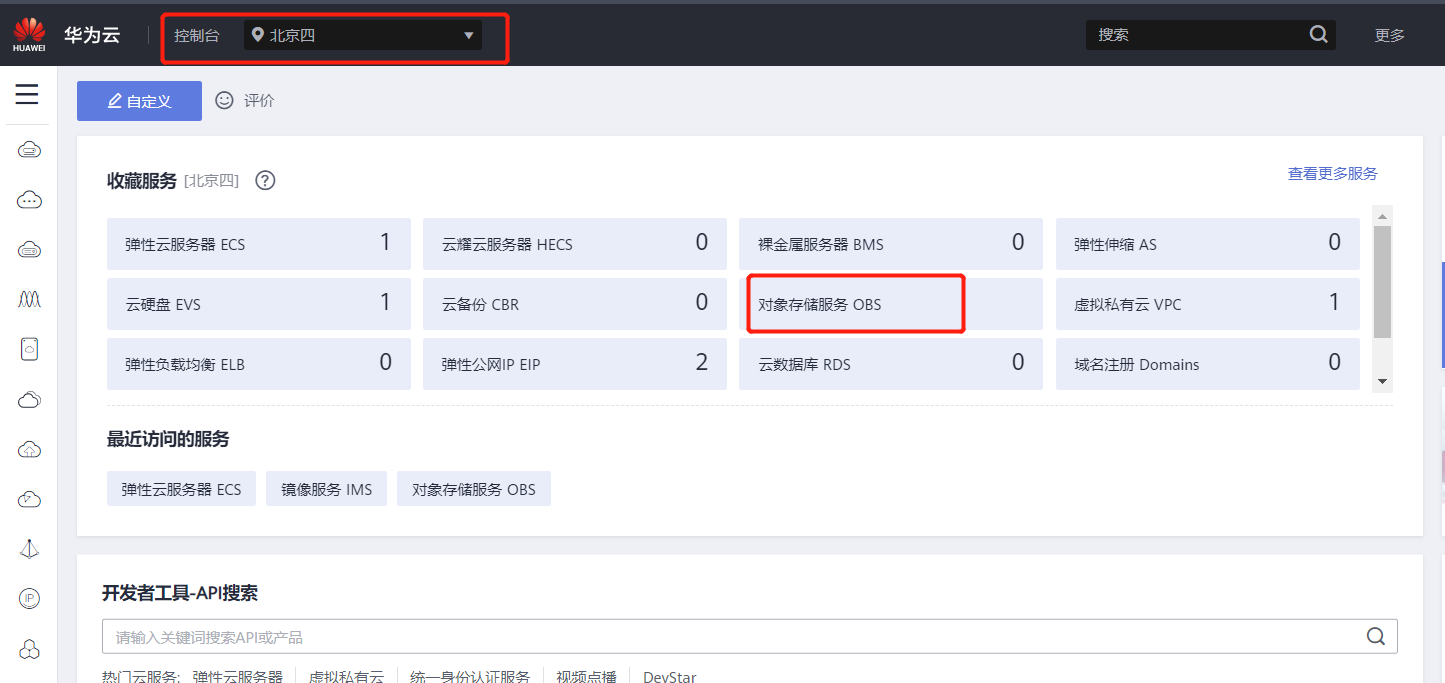 HUAWEI 华为云 控制台 北京四 搜索 更多
自定义 评价
收藏服务 [北京四] ? 查看更多服务
弹性云服务器 ECS 1 云耀云服务器 HECS 0 裸金属服务器 BMS 0 弹性伸缩 AS 0
云硬盘 EVS 1 云备份 CBR 0 对象存储服务 OBS 虚拟私有云 VPC 1
弹性负载均衡 ELB 0 弹性公网IP EIP 2 云数据库 RDS 0 域名注册 Domains 0
最近访问的服务
弹性云服务器 ECS 镜像服务 IMS 对象存储服务 OBS
IP
开发者工具-API搜索
请输入关键词搜索API或产品
热门云服务: 弹性云服务器 虚拟私有云 统一身份认证服务 视频点播 DevStar